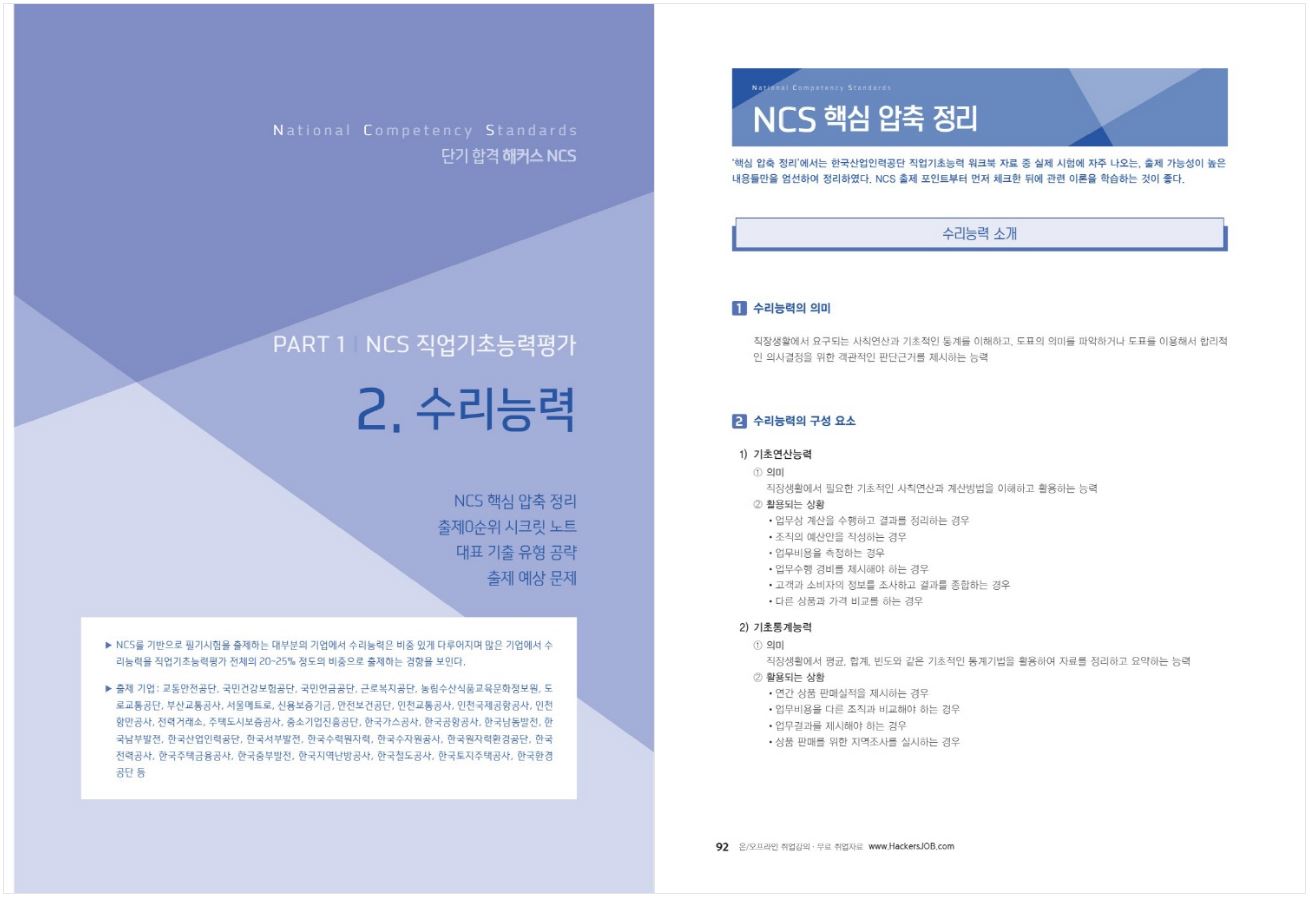 National Competency Standards
단기 합격 해커스 NCS
PART 1 | NCS 직업기초능력평가
2. 수리능력
NCS 핵심 압축 정리
출제0순위 시크릿 노트
대표 기출 유형 공략
출제 예상 문제
▶ NCS를 기반으로 필기시험을 출제하는 대부분의 기업에서 수리능력은 비중 있게 다루어지며 많은 기업에서 수
리능력을 직업기초능력평가 전체의 20~25% 정도의 비중으로 출제하는 경향을 보인다.
▶ 출제 기업: 교통안전공단, 국민건강보험공단, 국민연금공단, 근로복지공단, 농림수산식품교육문화정보원, 도
로교통공단, 부산교통공사, 서울메트로, 신용보증기금, 안전보건공단, 인천교통공사, 인천국제공항공사, 인천
항만공사, 전력거래소, 주택도시보증공사, 중소기업진흥공단, 한국가스공사, 한국공항공사, 한국남동발전, 한
국남부발전, 한국산업인력공단, 한국서부발전, 한국수력원자력, 한국수자원공사, 한국원자력환경공단, 한국
전력공사, 한국주택금융공사, 한국중부발전, 한국지역난방공사, 한국철도공사, 한국토지주택공사, 한국환경
공단 등
National Competency Standards
NCS 핵심 압축 정리
'핵심 압축 정리'에서는 한국산업인력공단 직업기초능력 워크북 자료 중 실제 시험에 자주 나오는, 출제 가능성이 높은
내용들만을 엄선하여 정리하였다. NCS 출제 포인트부터 먼저 체크한 뒤에 관련 이론을 학습하는 것이 좋다.
수리능력 소개
1 수리능력의 의미
직장생활에서 요구되는 사칙연산과 기초적인 통계를 이해하고, 도표의 의미를 파악하거나 도표를 이용해서 합리적
인 의사결정을 위한 객관적인 판단근거를 제시하는 능력
2 수리능력의 구성 요소
1) 기초연산능력
① 의미
직장생활에서 필요한 기초적인 사칙연산과 계산방법을 이해하고 활용하는 능력
② 활용되는 상황
• 업무상 계산을 수행하고 결과를 정리하는 경우
• 조직의 예산안을 작성하는 경우
• 업무비용을 측정하는 경우
• 업무수행 경비를 제시해야 하는 경우
• 고객과 소비자의 정보를 조사하고 결과를 종합하는 경우
• 다른 상품과 가격 비교를 하는 경우
2) 기초통계능력
① 의미
직장생활에서 평균, 합계, 빈도와 같은 기초적인 통계기법을 활용하여 자료를 정리하고 요약하는 능력
② 활용되는 상황
• 연간 상품 판매실적을 제시하는 경우
• 업무비용을 다른 조직과 비교해야 하는 경우
• 업무결과를 제시해야 하는 경우
• 상품 판매를 위한 지역조사를 실시하는 경우
92 온/오프라인 취업강의 · 무료 취업자료 www.HackersJOB.com